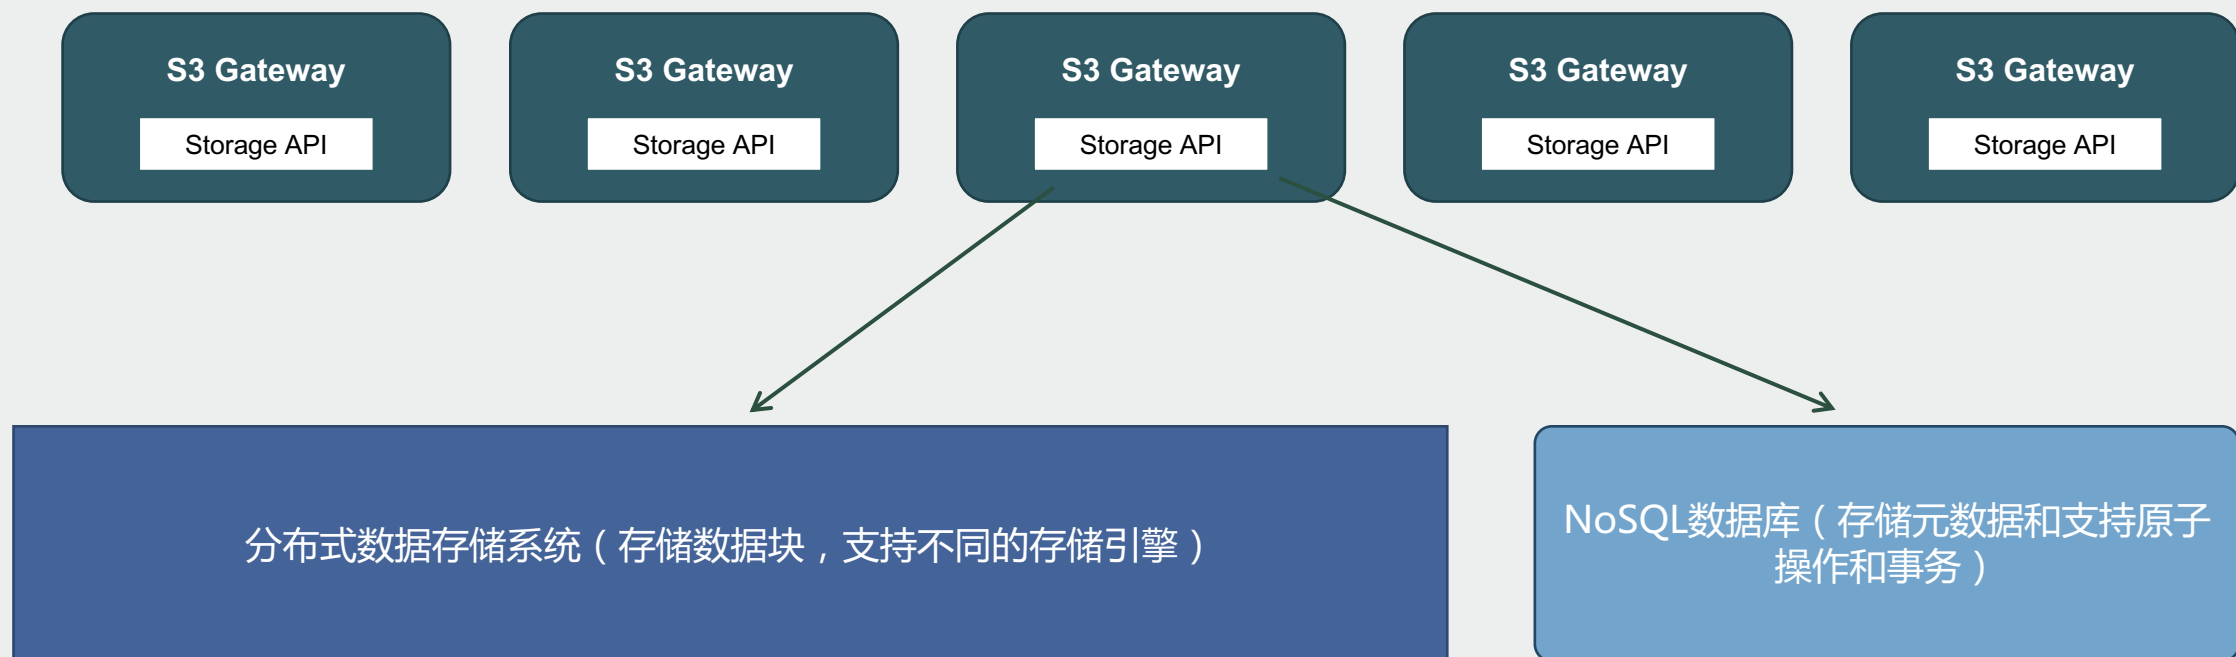 S3 Gateway
Storage API
S3 Gateway
Storage API
S3 Gateway
Storage API
S3 Gateway
Storage API
S3 Gateway
Storage API
分布式数据存储系统（存储数据块，支持不同的存储引擎）
NoSQL数据库（存储元数据和支持原子
操作和事务）